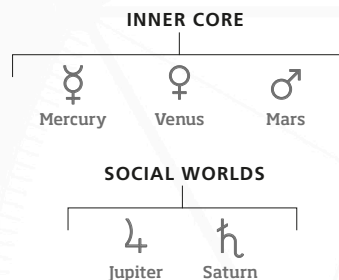 INNER CORE
Mercury Venus Mars
SOCIAL WORLDS
Jupiter Saturn